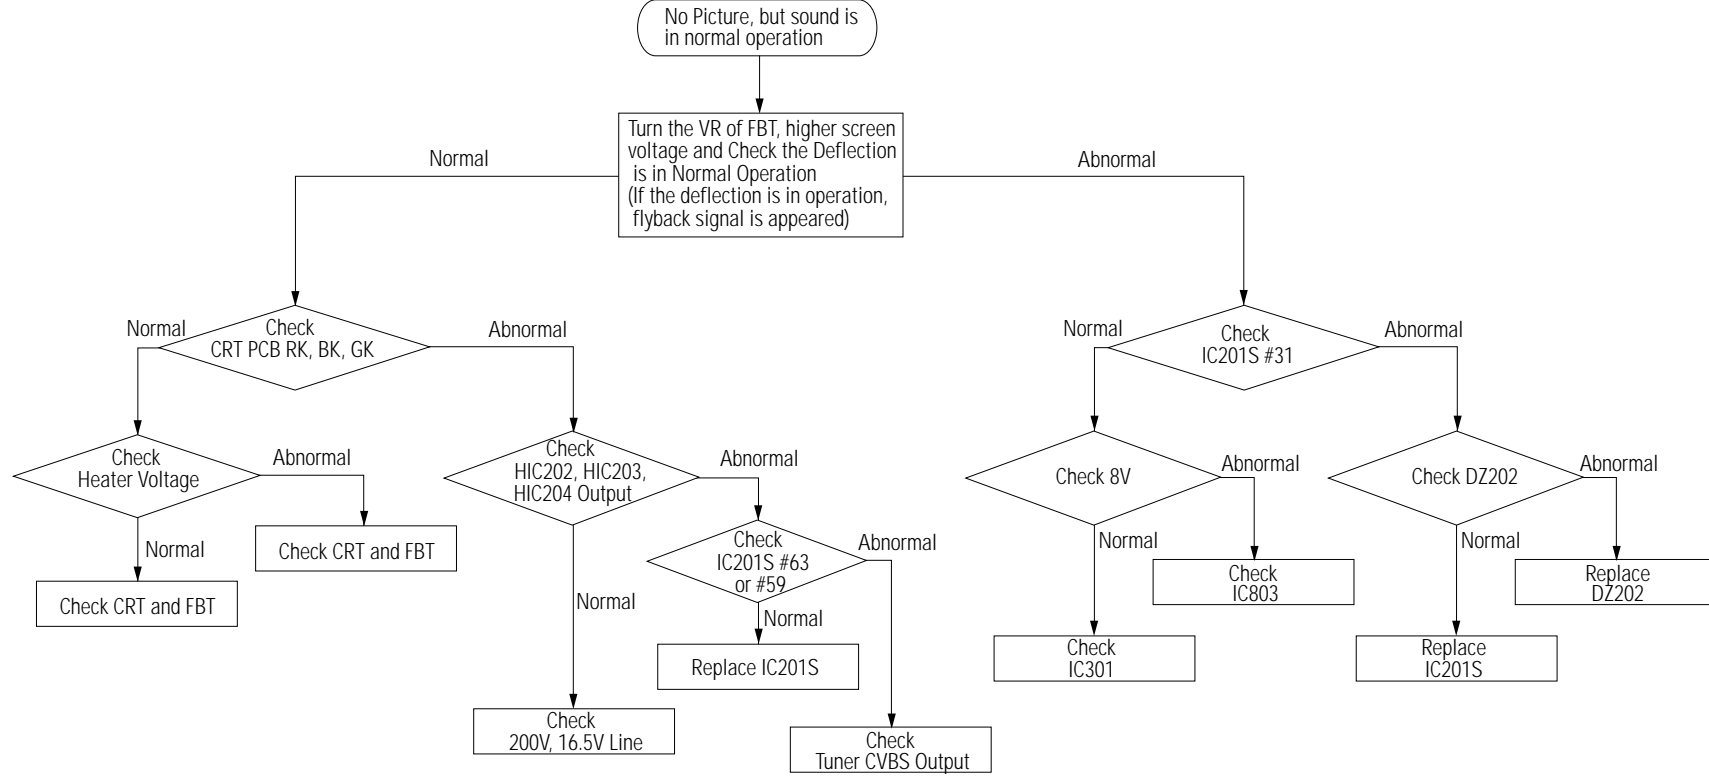 No Picture, but sound is
in normal operation
Turn the VR of FBT, higher screen
voltage and Check the Deflection
is in Normal Operation
(If the deflection is in operation,
flyback signal is appeared)
Normal
Abnormal
Check
CRT PCB RK, BK, GK
Normal
Abnormal
Check
IC201S #31
Normal
Abnormal
Check
Heater Voltage
Abnormal
Normal
Check CRT and FBT
Check CRT and FBT
Check
HIC202, HIC203,
HIC204 Output
Abnormal
Normal
Check
IC201S #63
or #59
Abnormal
Normal
Replace IC201S
Check
200V, 16.5V Line
Check
Tuner CVBS Output
Check 8V
Abnormal
Normal
Check
IC803
Check
IC301
Check DZ202
Abnormal
Normal
Replace
DZ202
Replace
IC201S